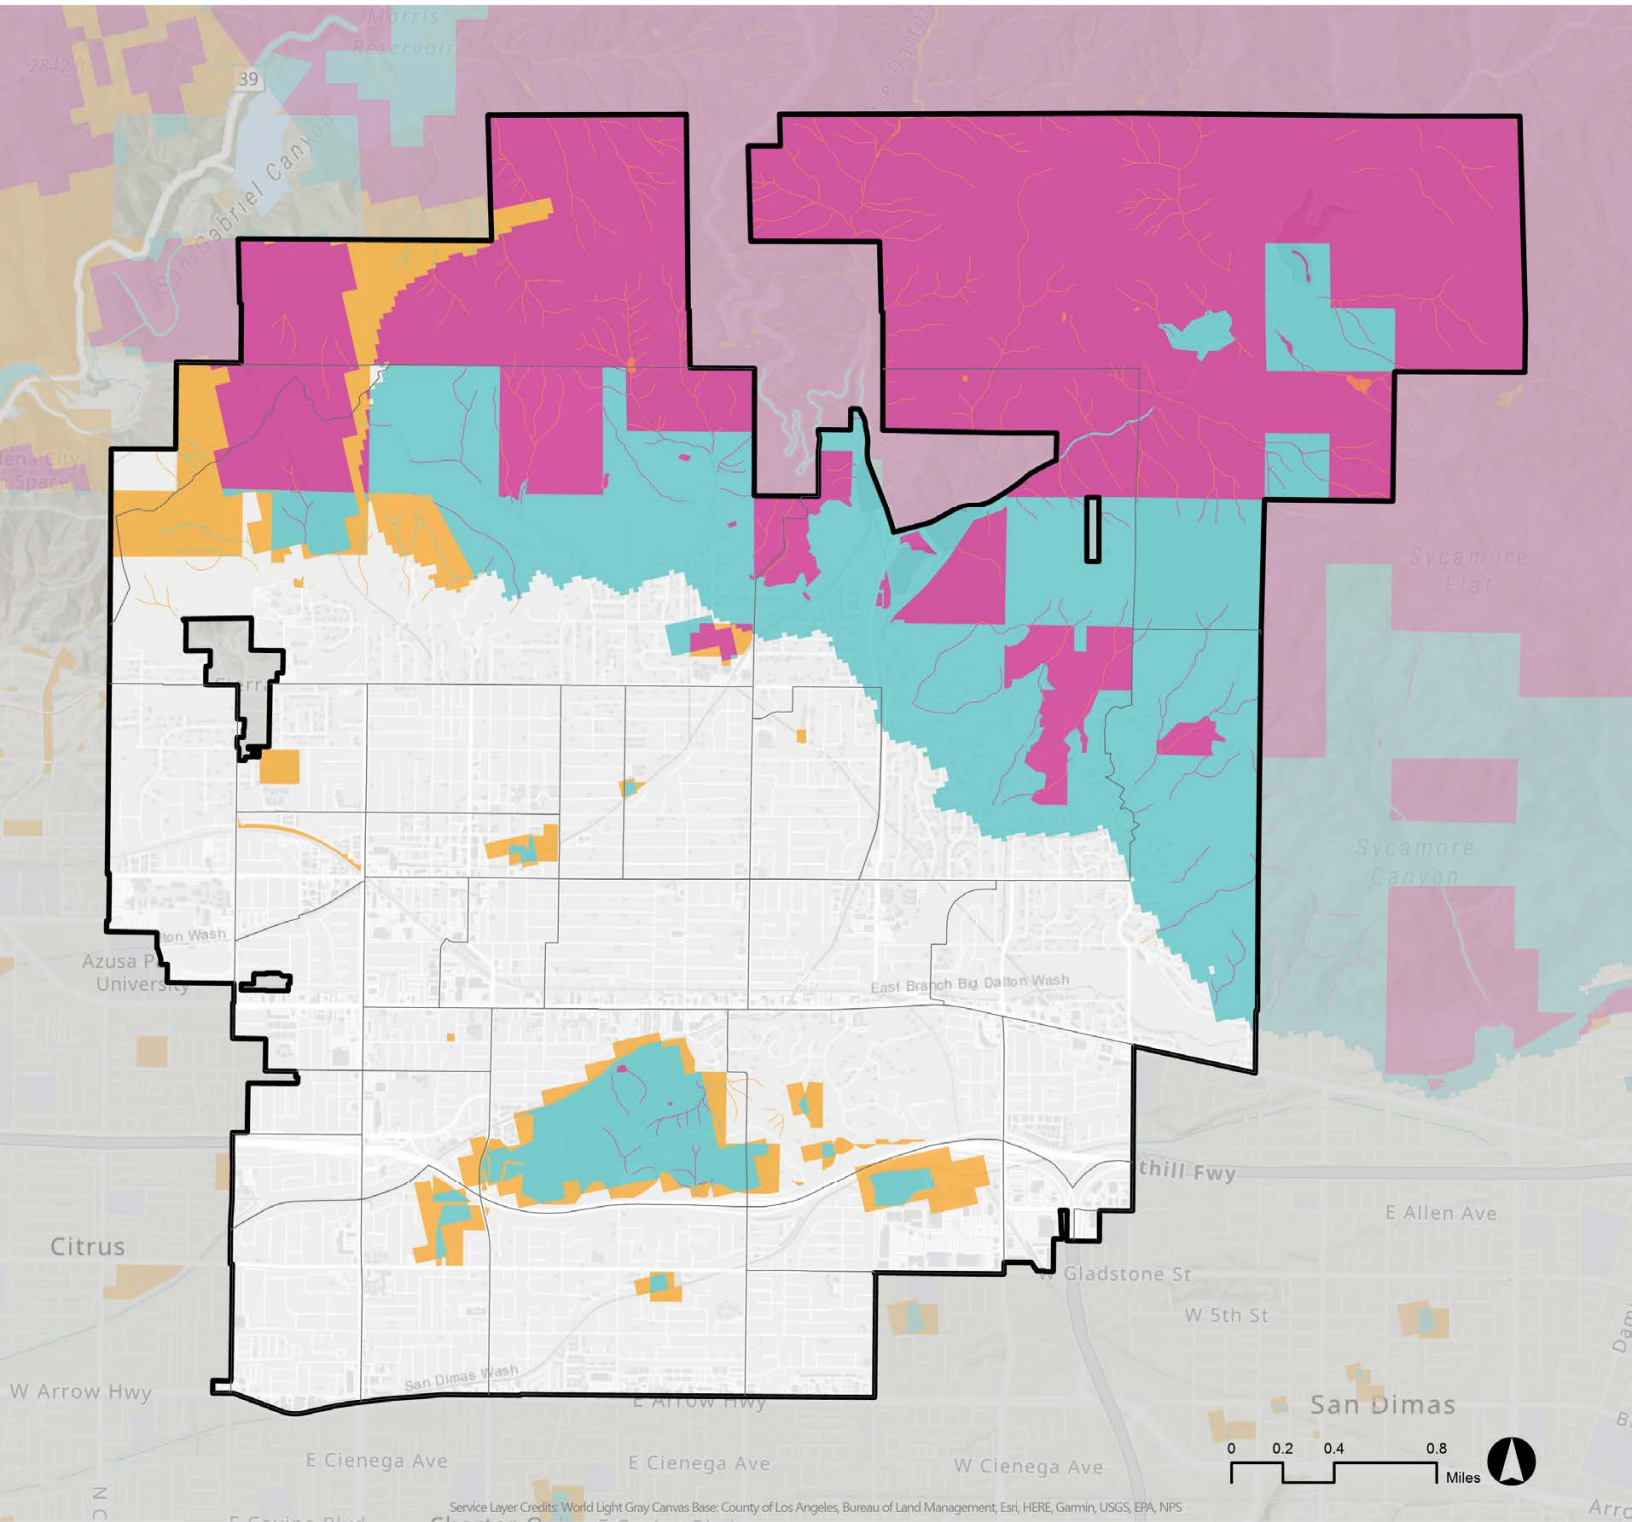 Morris
Reservoir
2842
39
San Gabriel Canyon
Space
Sycamore
Flat
Sierra
Sycamore
Canyon
Azusa P
University
East Branch Big Dalton Wash
thill Fwy
E Allen Ave
Citrus
W Gladstone St
W 5th St
San Dimas Wash
W Arrow Hwy
E Arrow Hwy
San Dimas
E Cienega Ave
E Cienega Ave
W Cienega Ave
0 0.2 0.4 0.8
Miles
Service Layer Credits: World Light Gray Canvas Base: County of Los Angeles, Bureau of Land Management, Esri, HERE, Garmin, USGS, EPA, NPS